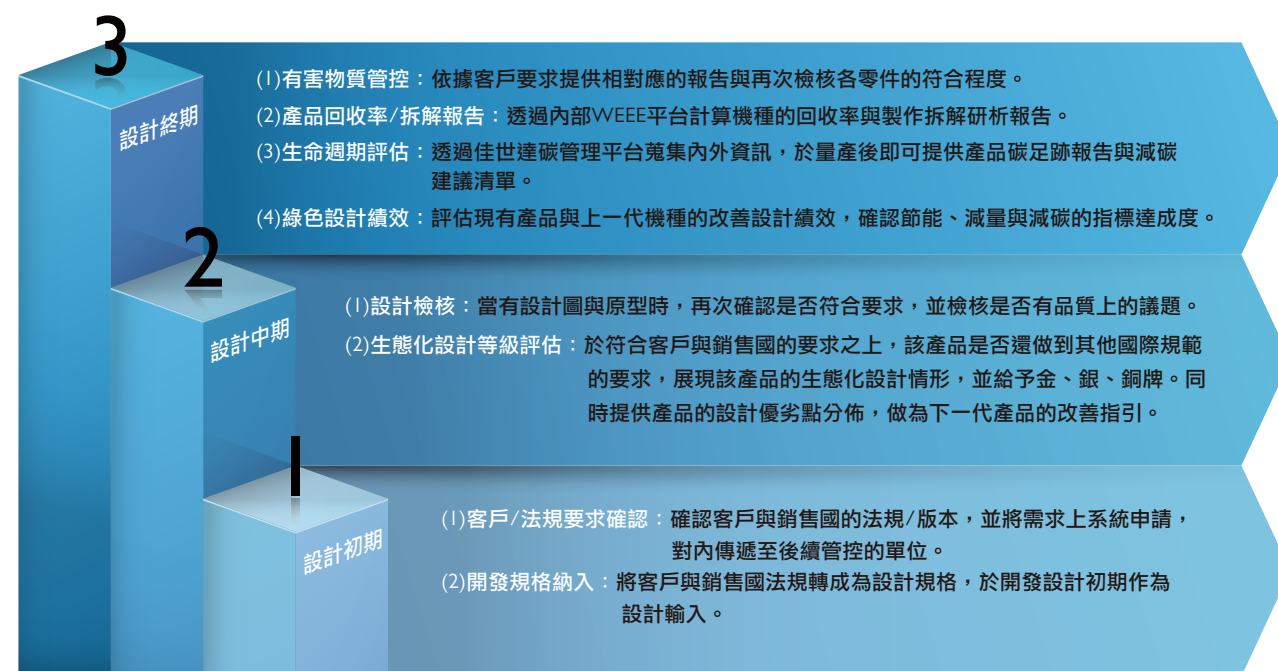 3
設計終期
(1)有害物質管控：依據客戶要求提供相對應的報告與再次檢核各零件的符合程度。
(2)產品回收率/拆解報告：透過內部WEEE平台計算機種的回收率與製作拆解研析報告。
(3)生命週期評估：透過佳世達碳管理平台蒐集內外資訊，於量產後即可提供產品碳足跡報告與減碳
建議清單。
(4)綠色設計績效：評估現有產品與上一代機種的改善設計績效，確認節能、減量與減碳的指標達成度。
2
設計中期
(1)設計檢核：當有設計圖與原型時，再次確認是否符合要求，並檢核是否有品質上的議題。
(2)生態化設計等級評估：於符合客戶與銷售國的要求之上，該產品是否還做到其他國際規範
的要求，展現該產品的生態化設計情形，並給予金、銀、銅牌。同
時提供產品的設計優劣點分佈，做為下一代產品的改善指引。
1
設計初期
(1)客戶/法規要求確認：確認客戶與銷售國的法規/版本，並將需求上系統申請，
對內傳遞至後續管控的單位。
(2)開發規格納入：將客戶與銷售國法規轉成為設計規格，於開發設計初期作為
設計輸入。